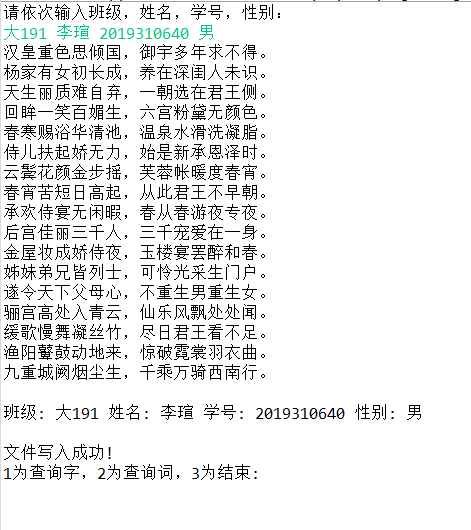 请依次输入班级，姓名，学号，性别：
大191 李瑄 2019310640 男
汉皇重色思倾国，御宇多年求不得。
杨家有女初长成，养在深闺人未识。
天生丽质难自弃，一朝选在君王侧。
回眸一笑百媚生，六宫粉黛无颜色。
春寒赐浴华清池，温泉水滑洗凝脂。
侍儿扶起娇无力，始是新承恩泽时。
云鬓花颜金步摇，芙蓉帐暖度春宵。
春宵苦短日高起，从此君王不早朝。
承欢侍宴无闲暇，春从春游夜专夜。
后宫佳丽三千人，三千宠爱在一身。
金屋妆成娇侍夜，玉楼宴罢醉和春。
姊妹弟兄皆列士，可怜光采生门户。
遂令天下父母心，不重生男重生女。
骊宫高处入青云，仙乐风飘处处闻。
缓歌慢舞凝丝竹，尽日君王看不足。
渔阳鼙鼓动地来，惊破霓裳羽衣曲。
九重城阙烟尘生，千乘万骑西南行。
班级: 大191 姓名: 李瑄 学号: 2019310640 性别: 男
文件写入成功!
1为查询字，2为查询词，3为结束: